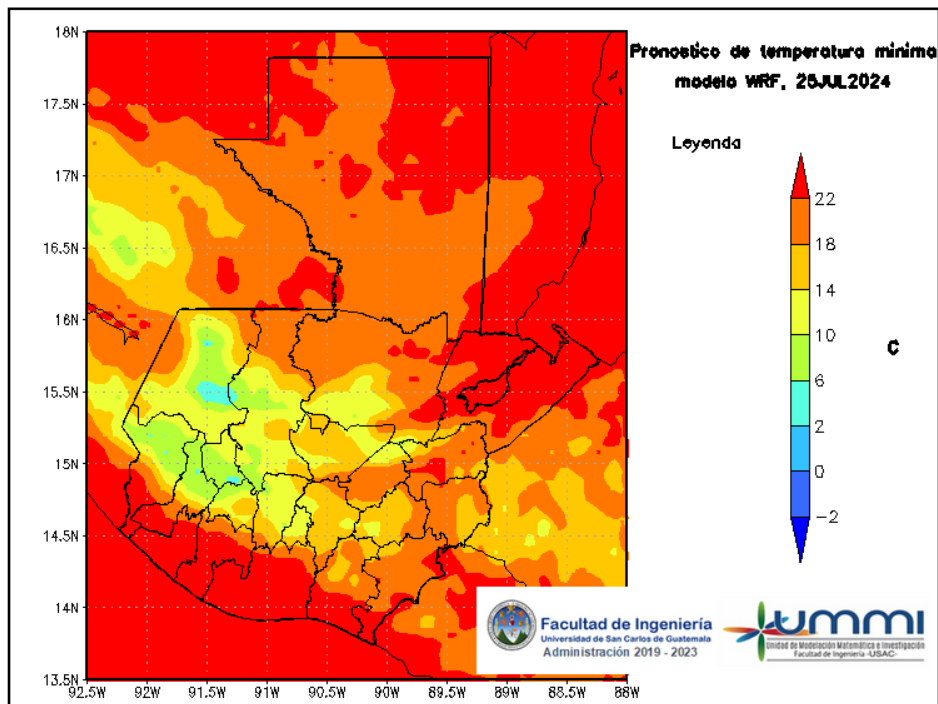 Pronostico de temperatura minima
modelo WRF, 25JUL2024
Leyenda
22
18
14
10
6
2
0
-2
C
18N
17.5N
17N
16.5N
16N
15.5N
15N
14.5N
14N
13.5N
92.5W 92W 91.5W 91W 90.5W 90W 89.5W 89W 88.5W 88W
Facultad de Ingeniería
Universidad de San Carlos de Guatemala
Administración 2019 - 2023
ummi
Unidad de Modelación Matemática e Investigación
Facultad de Ingeniería -USAC-